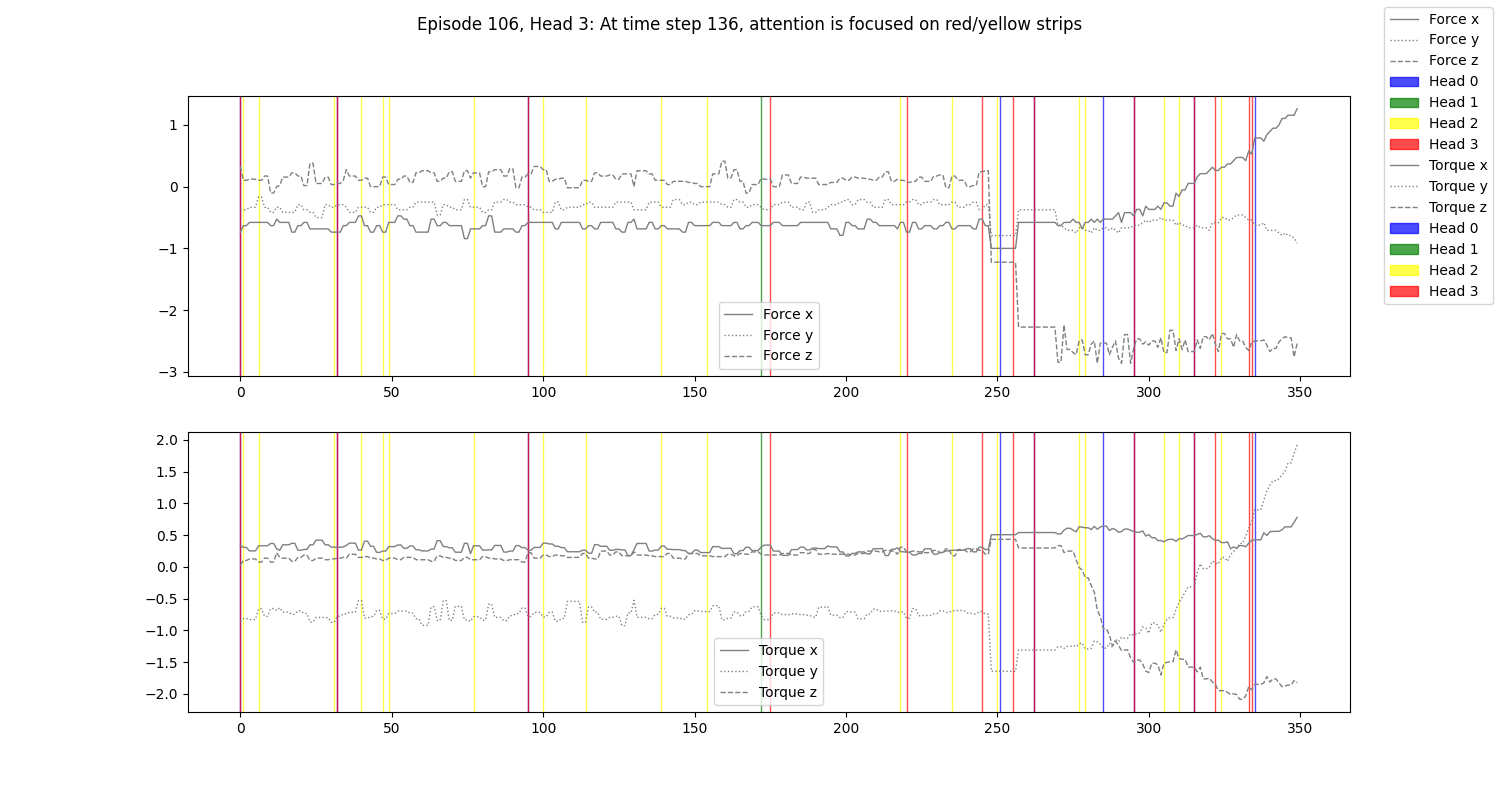 Episode 106, Head 3: At time step 136, attention is focused on red/yellow strips
Force x
Force y
Force z
Head 0
Head 1
Head 2
Head 3
Torque x
Torque y
Torque z
Head 0
Head 1
Head 2
Head 3
1
0
−1
−2
−3
Force x
Force y
Force z
0 50 100 150 200 250 300 350
2.0
1.5
1.0
0.5
0.0
−0.5
−1.0
−1.5
−2.0
Torque x
Torque y
Torque z
0 50 100 150 200 250 300 350